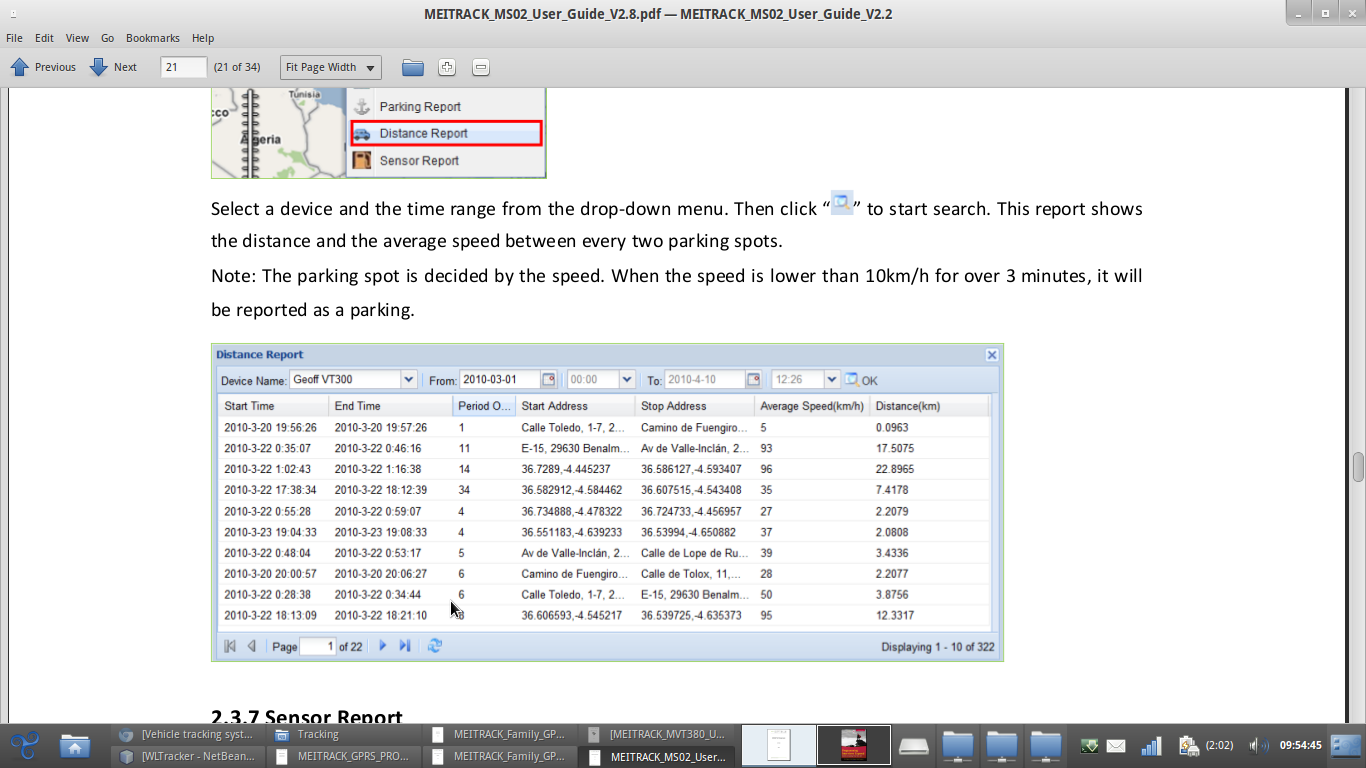 MEITRACK_MS02_User_Guide_V2.8.pdf — MEITRACK_MS02_User_Guide_V2.2
File Edit View Go Bookmarks Help
Previous Next 21 (21 of 34) Fit Page Width
Tunisia
Parking Report
Algeria
Distance Report
Sensor Report
Select a device and the time range from the drop-down menu. Then click “ ” to start search. This report shows
the distance and the average speed between every two parking spots.
Note: The parking spot is decided by the speed. When the speed is lower than 10km/h for over 3 minutes, it will
be reported as a parking.
Distance Report
Device Name: Geoff VT300 From: 2010-03-01 00:00 To: 2010-4-10 12:26 OK
Start Time End Time Period O... Start Address Stop Address Average Speed(km/h) Distance(km)
2010-3-20 19:56:26 2010-3-20 19:57:26 1 Calle Toledo, 1-7, 2... Camino de Fuengiro... 5 0.0963
2010-3-22 0:35:07 2010-3-22 0:46:16 11 E-15, 29630 Benalm... Av de Valle-Inclán, 2... 93 17.5075
2010-3-22 1:02:43 2010-3-22 1:16:38 14 36.7289,-4.445237 36.586127,-4.593407 96 22.8965
2010-3-22 17:38:34 2010-3-22 18:12:39 34 36.582912,-4.584462 36.607515,-4.543408 35 7.4178
2010-3-22 0:55:28 2010-3-22 0:59:07 4 36.734888,-4.478322 36.724733,-4.456957 27 2.2079
2010-3-23 19:04:33 2010-3-23 19:08:33 4 36.551183,-4.639233 36.53994,-4.650882 37 2.0808
2010-3-22 0:48:04 2010-3-22 0:53:17 5 Av de Valle-Inclán, 2... Calle de Lope de Ru... 39 3.4336
2010-3-20 20:00:57 2010-3-20 20:06:27 6 Camino de Fuengiro... Calle de Tolox, 11,... 28 2.2077
2010-3-22 0:28:38 2010-3-22 0:34:44 6 Calle Toledo, 1-7, 2... E-15, 29630 Benalm... 50 3.8756
2010-3-22 18:13:09 2010-3-22 18:21:10 36.606593,-4.545217 36.539725,-4.635373 95 12.3317
Page 1 of 22 Displaying 1 - 10 of 322
2.3.7 Sensor Report
[Vehicle tracking syst... Tracking MEITRACK_Family_GP... [MEITRACK_MVT380_U...
[WLTracker - NetBean... MEITRACK_GPRS_PRO... MEITRACK_Family_GP... MEITRACK_MS02_User...
(2:02) 09:54:45